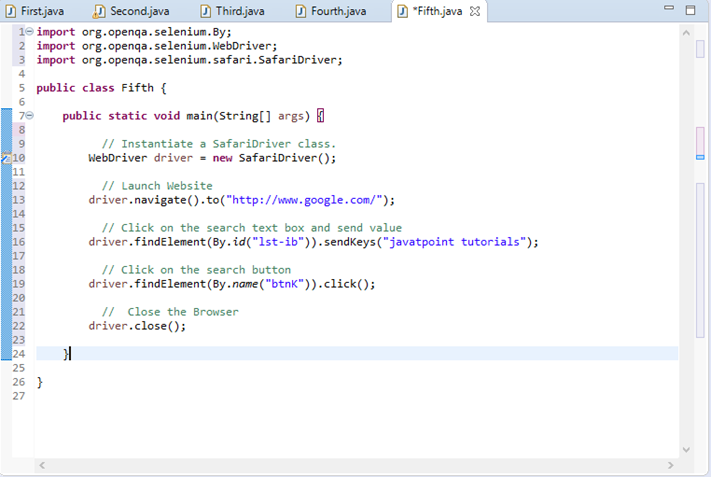 First.java Second.java Third.java Fourth.java *Fifth.java
1 import org.openqa.selenium.By;
2 import org.openqa.selenium.WebDriver;
3 import org.openqa.selenium.safari.SafariDriver;
4
5 public class Fifth {
6
7 public static void main(String[] args) {
8
9 // Instantiate a SafariDriver class.
10 WebDriver driver = new SafariDriver();
11
12 // Launch Website
13 driver.navigate().to("http://www.google.com/");
14
15 // Click on the search text box and send value
16 driver.findElement(By.id("lst-ib")).sendKeys("javatpoint tutorials");
17
18 // Click on the search button
19 driver.findElement(By.name("btnK")).click();
20
21 //  Close the Browser
22 driver.close();
23
24 }
25
26 }
27